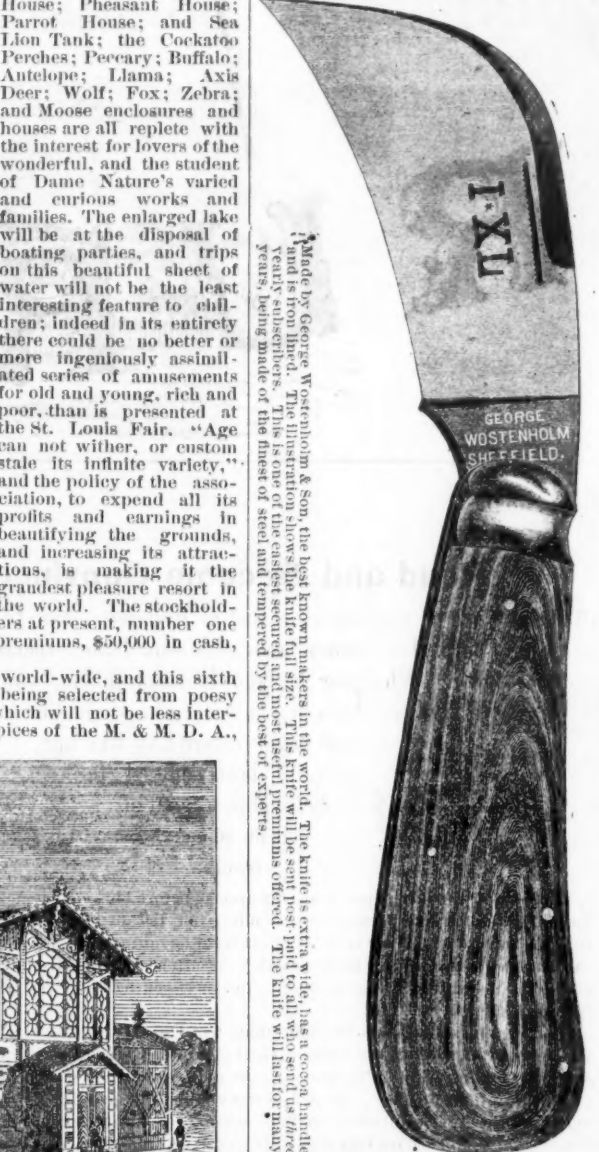 House; Pheasant House;
Parrot House; and Sea
Lion Tank; the Cockatoo
Perches; Peccary; Buffalo;
Antelope; Llama; Axis
Deer; Wolf; Fox; Zebra;
and Moose enclosures and
houses are all replete with
the interest for lovers of the
wonderful, and the student
of Dame Nature's varied
and curious works and
families. The enlarged lake
will be at the disposal of
boating parties, and trips
on this beautiful sheet of
water will not be the least
interesting feature to chil-
dren; indeed in its entirety
there could be no better or
more ingeniously assimil-
ated series of amusements
for old and young, rich and
poor, than is presented at
the St. Louis Fair. "Age
can not wither, or custom
stale its infinite variety,"
and the policy of the asso-
ciation, to expend all its
profits and earnings in
beautifying the grounds,
and increasing its attrac-
tions, is making it the
grandest pleasure resort in
the world. The stockhold-
ers at present, number one
premiums, $50,000 in cash,
world-wide, and this sixth
being selected from poesy
which will not be less inter-
pices of the M. & M. D. A.,
Made by George Wostenholm & Son, the best known makers in the world. The knife is extra wide, has a cocoa handle
and is iron lined. The illustration shows the knife full size. This knife will be sent post-paid to all who send us three
yearly subscribers. This is one of the easiest secured and most useful premiums offered. The knife will last for many
years, being made of the finest of steel and tempered by the best of experts.
I*XL
GEORGE
WOSTENHOLM
SHEFFIELD.